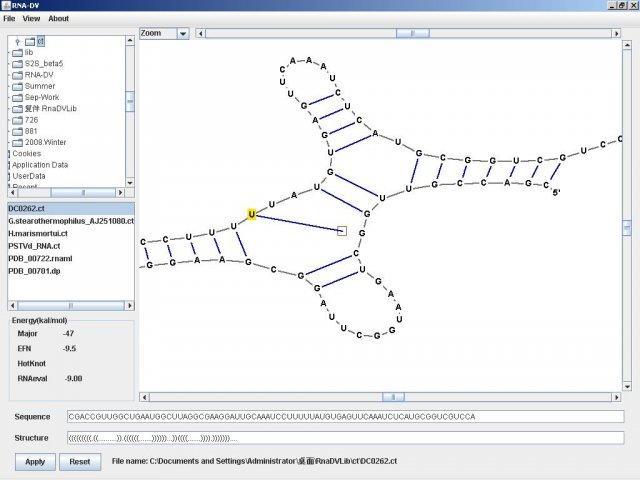 RNA-DV
File View About
ct
lib
S2S_beta5
RNA-DV
Summer
Sep-Work
复件 RnaDVLib
726
881
2008.Winter
Cookies
Application Data
UserData
Recent
DC0262.ct
G.stearothermophilus_AJ251080.ct
H.marismortui.ct
PSTVd_RNA.ct
PDB_00722.rnaml
PDB_00701.dp
Energy(kal/mol)
Major -47
EFN -9.5
HotKnot
RNAeval -9.00
Zoom
5'
Sequence CGACCGUUGGCUGAAUGGCUUAGGCGAAGGAUUGCAAAUCCUUUUUAUGUGAGUUCAAAUCUCAUGCGGUCGUCCA
Structure
Apply Reset File name: C:\Documents and Settings\Administrator\桌面\RnaDVLib\ct\DC0262.ct